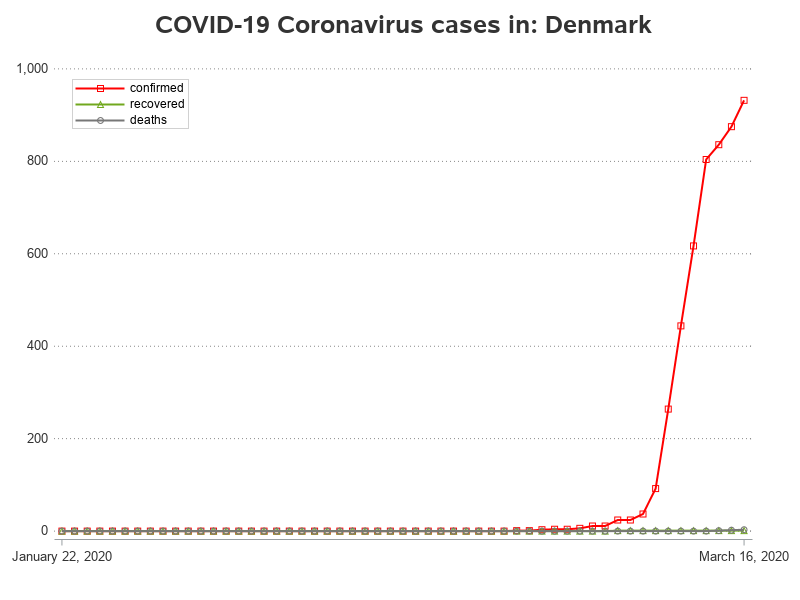 COVID-19 Coronavirus cases in: Denmark
1,000
confirmed
recovered
deaths
800
600
400
200
0
January 22, 2020
March 16, 2020